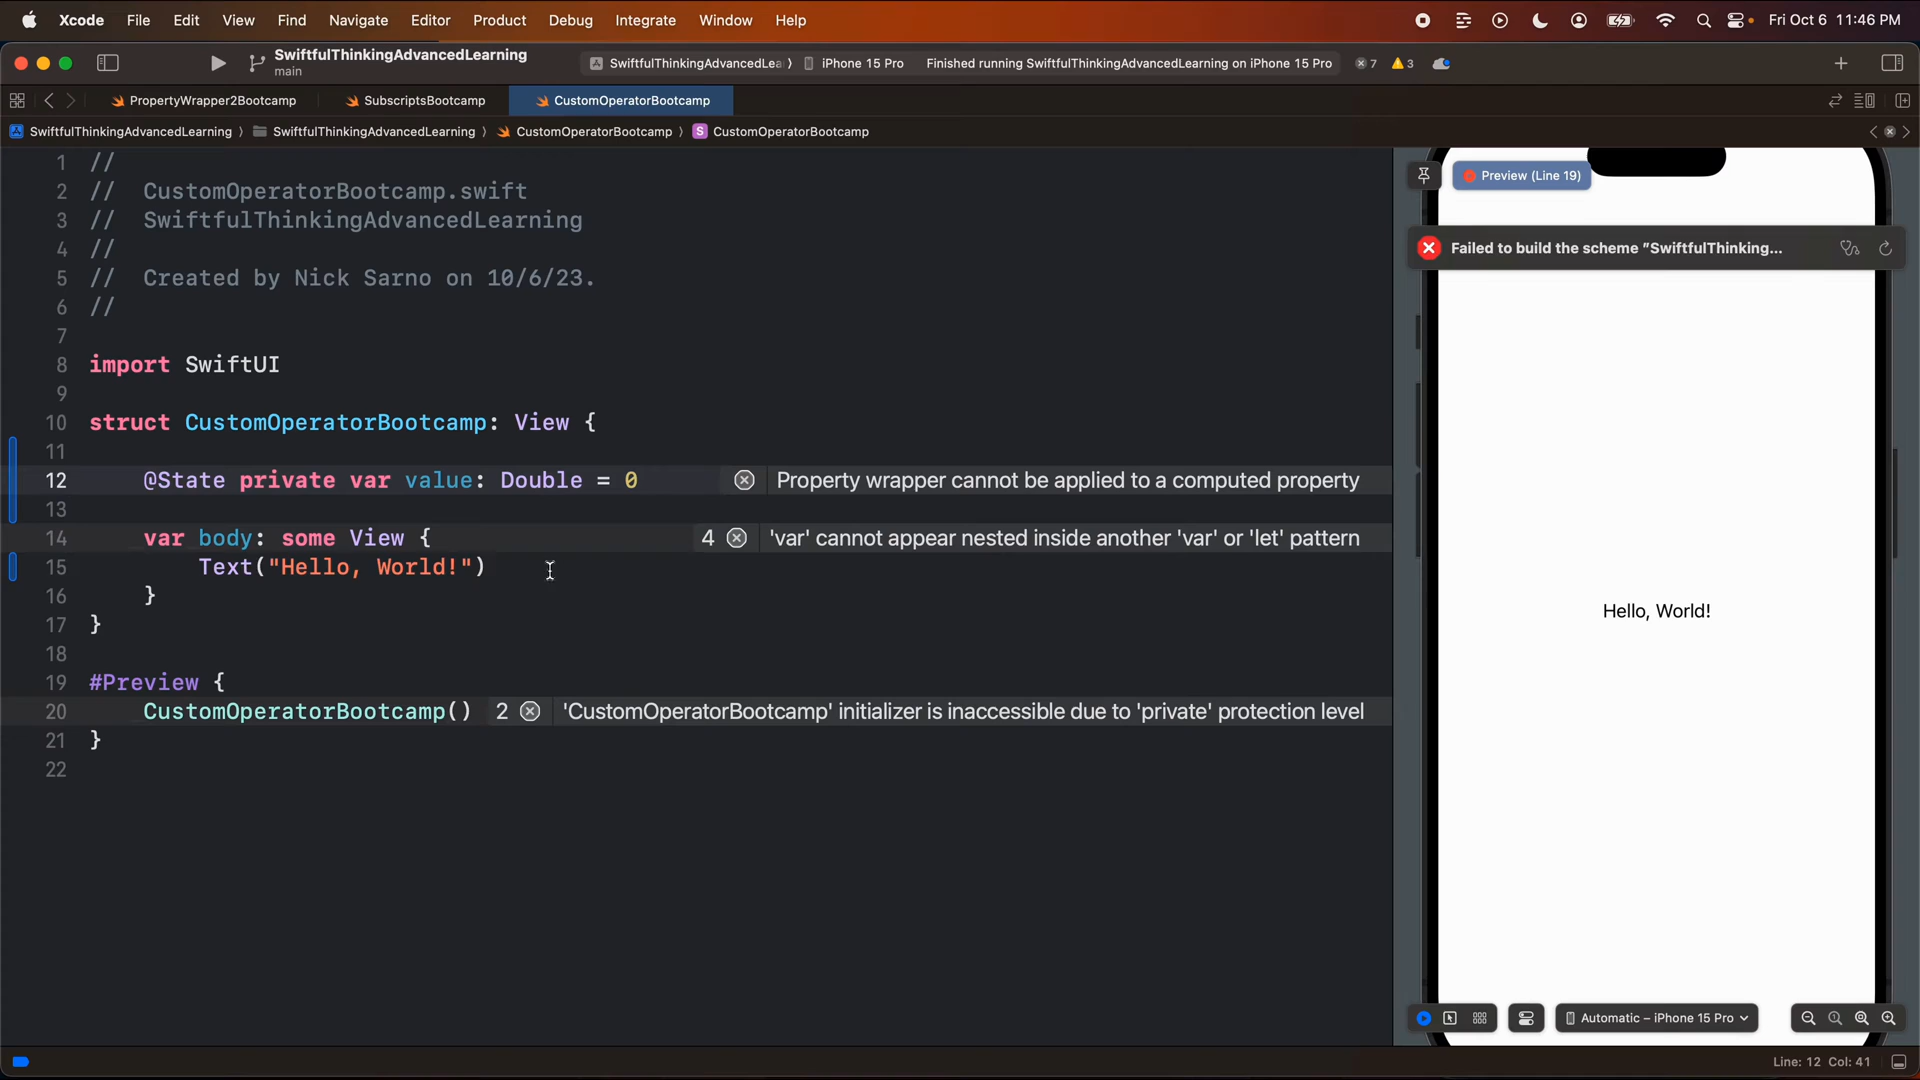 Xcode File Edit View Find Navigate Editor Product Debug Integrate Window Help Fri Oct 6 11:46 PM
SwiftfulThinkingAdvancedLearning
main
SwiftfulThinkingAdvancedLea⟩ iPhone 15 Pro Finished running SwiftfulThinkingAdvancedLearning on iPhone 15 Pro 7 3
PropertyWrapper2Bootcamp SubscriptsBootcamp CustomOperatorBootcamp
SwiftfulThinkingAdvancedLearning ⟩ SwiftfulThinkingAdvancedLearning ⟩ CustomOperatorBootcamp ⟩ S CustomOperatorBootcamp
1 //
2 // CustomOperatorBootcamp.swift
3 // SwiftfulThinkingAdvancedLearning
4 //
5 // Created by Nick Sarno on 10/6/23.
6 //
7
8 import SwiftUI
9
10 struct CustomOperatorBootcamp: View {
11
12 @State private var value: Double = 0 Property wrapper cannot be applied to a computed property
13
14 var body: some View { 4 'var' cannot appear nested inside another 'var' or 'let' pattern
15 Text("Hello, World!")
16 }
17 }
18
19 #Preview {
20 CustomOperatorBootcamp() 2 'CustomOperatorBootcamp' initializer is inaccessible due to 'private' protection level
21 }
22
Preview (Line 19)
Failed to build the scheme "SwiftfulThinking...
Hello, World!
Automatic – iPhone 15 Pro
Line: 12 Col: 41